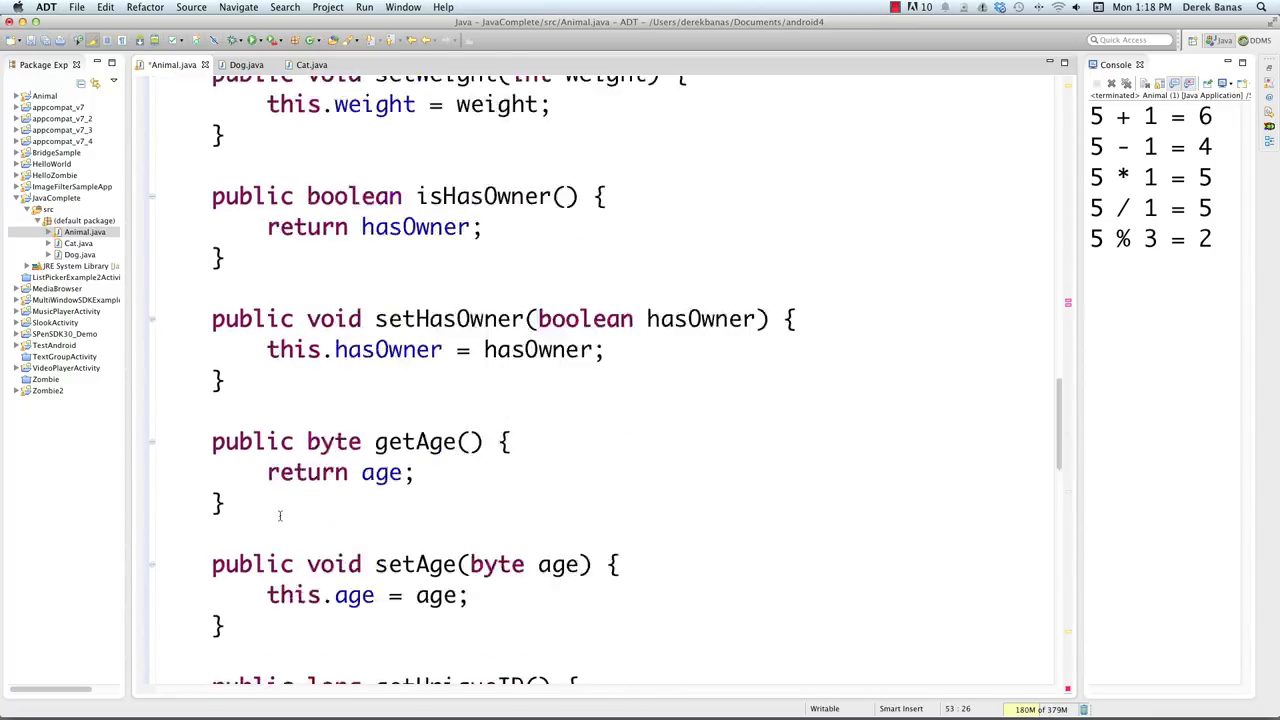 ADT File Edit Refactor Source Navigate Search Project Run Window Help
10 Mon 1:18 PM Derek Banas
Java – JavaComplete/src/Animal.java – ADT – /Users/derekbanas/Documents/android4
Quick Access Java DDMS
Package Exp
*Animal.java Dog.java Cat.java
Console
<terminated> Animal (1) [Java Application] /S
Animal
appcompat_v7
appcompat_v7_2
appcompat_v7_3
appcompat_v7_4
BridgeSample
HelloWorld
HelloZombie
ImageFilterSampleApp
JavaComplete
src
(default package)
Animal.java
Cat.java
Dog.java
JRE System Library [Ja
ListPickerExample2Activi
MediaBrowser
MultiWindowSDKExample
MusicPlayerActivity
SlookActivity
SPenSDK30_Demo
TestAndroid
TextGroupActivity
VideoPlayerActivity
Zombie
Zombie2
public void setWeight(int weight) {
this.weight = weight;
}
public boolean isHasOwner() {
return hasOwner;
}
public void setHasOwner(boolean hasOwner) {
this.hasOwner = hasOwner;
}
public byte getAge() {
return age;
}
public void setAge(byte age) {
this.age = age;
}
public long getUniqueID() {
5 + 1 = 6
5 - 1 = 4
5 * 1 = 5
5 / 1 = 5
5 % 3 = 2
Writable Smart Insert 53 : 26 180M of 379M